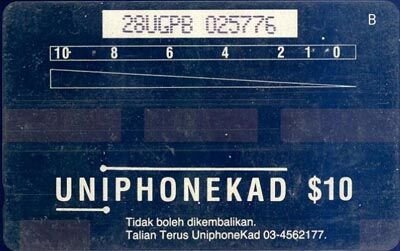 28UGPB 025776
B
10 8 6 4 2 1 0
UNIPHONEKAD $10
Tidak boleh dikembalikan.
Talian Terus UniphoneKad 03-4562177.